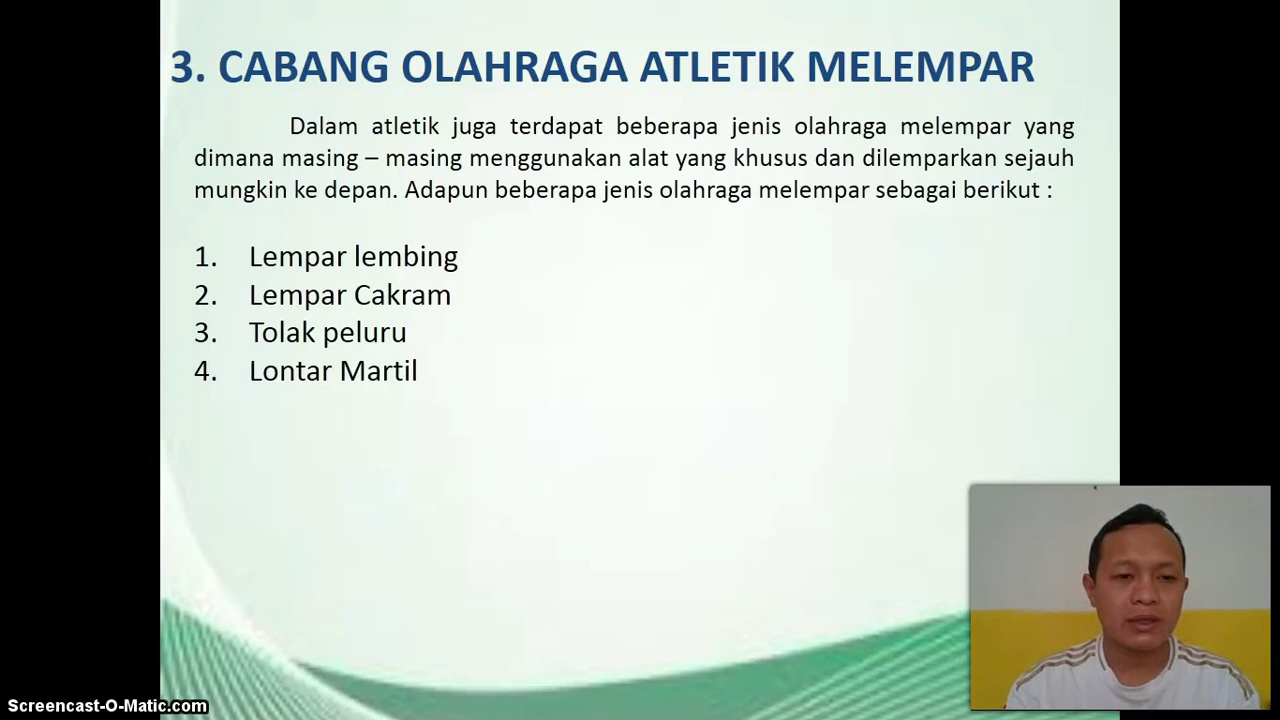 3. CABANG OLAHRAGA ATLETIK MELEMPAR
Dalam atletik juga terdapat beberapa jenis olahraga melempar yang
dimana masing – masing menggunakan alat yang khusus dan dilemparkan sejauh
mungkin ke depan. Adapun beberapa jenis olahraga melempar sebagai berikut :
1. Lempar lembing
2. Lempar Cakram
3. Tolak peluru
4. Lontar Martil
Screencast-O-Matic.com